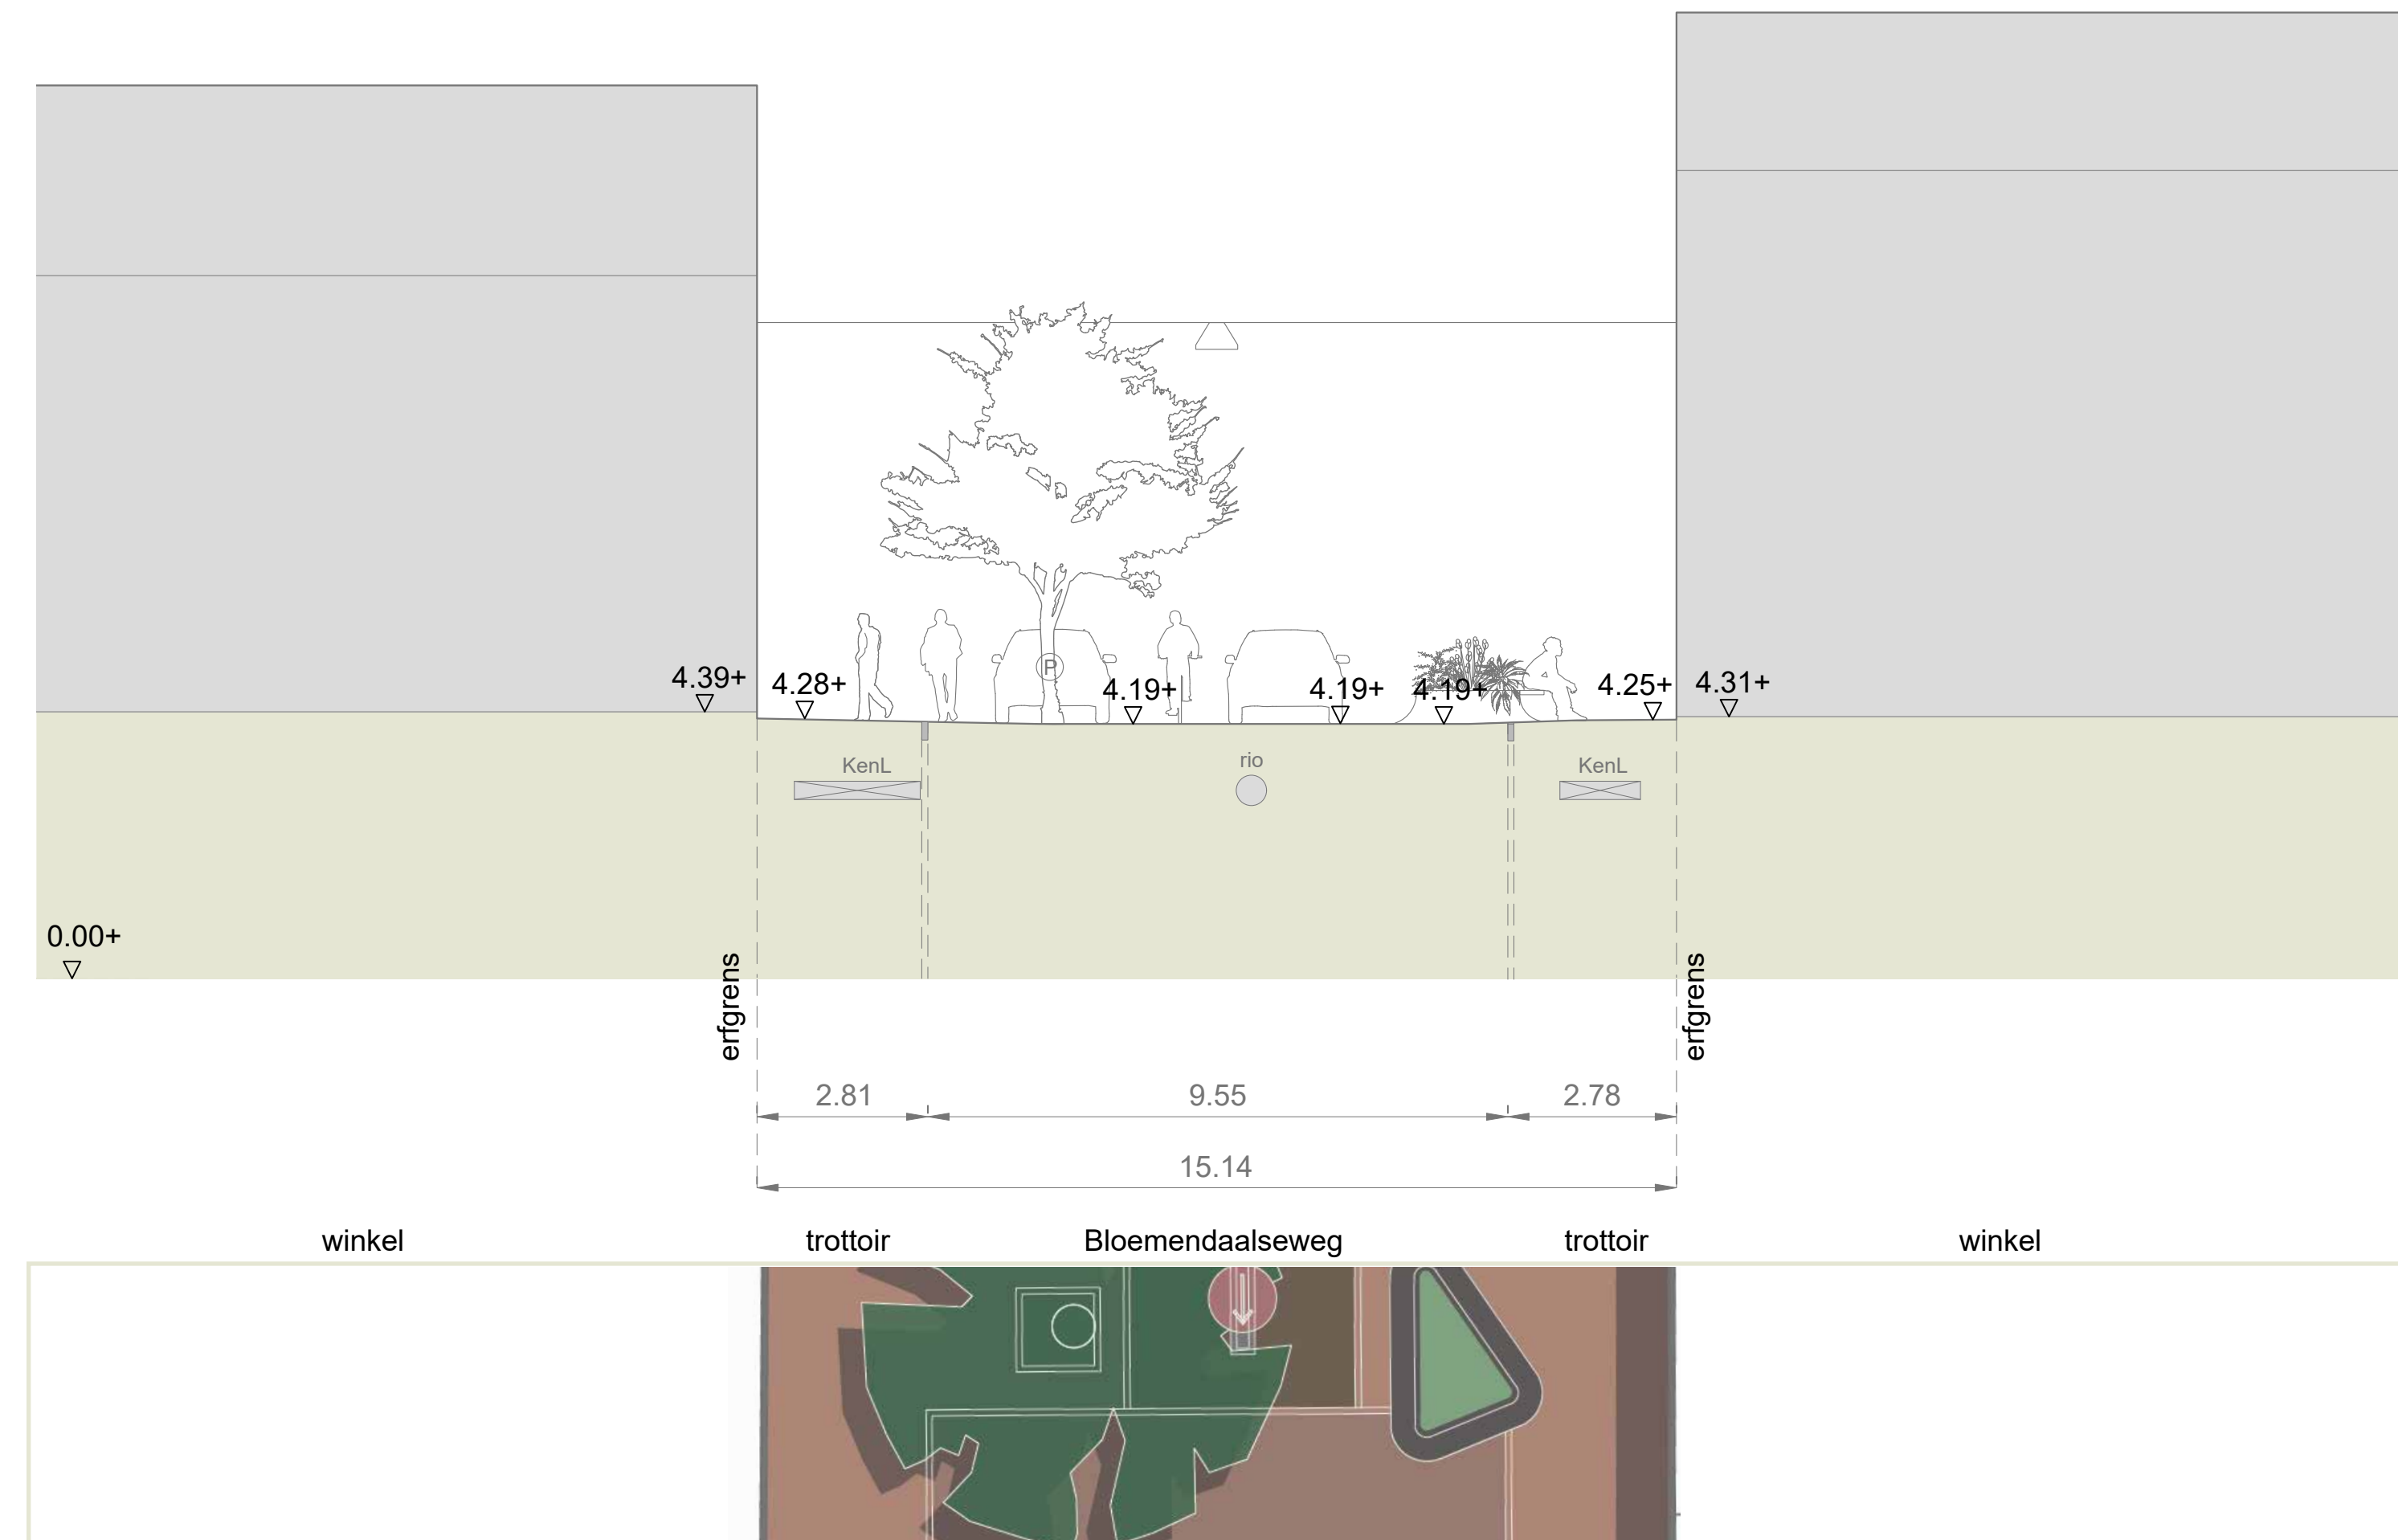 P
4.39+
4.28+
4.19+
4.19+
4.19+
4.25+
4.31+
KenL
rio
KenL
0.00+
erfgrens
erfgrens
2.81
9.55
2.78
15.14
winkel
trottoir
Bloemendaalseweg
trottoir
winkel